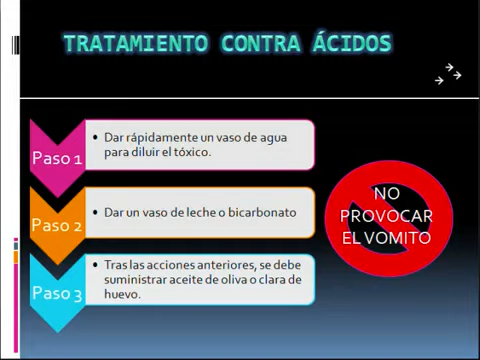 TRATAMIENTO CONTRA ÁCIDOS
Paso 1
• Dar rápidamente un vaso de agua
para diluir el tóxico.
Paso 2
• Dar un vaso de leche o bicarbonato
Paso 3
• Tras las acciones anteriores, se debe
suministrar aceite de oliva o clara de
huevo.
NO
PROVOCAR
EL VOMITO